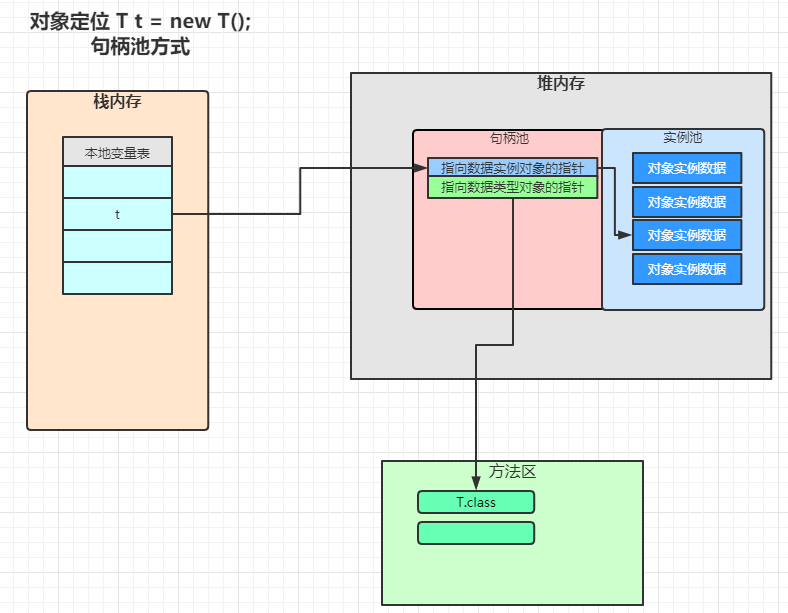 对象定位 T t = new T();
句柄池方式
栈内存
本地变量表
t
堆内存
句柄池
指向数据实例对象的指针
指向数据类型对象的指针
实例池
对象实例数据
对象实例数据
对象实例数据
对象实例数据
方法区
T.class